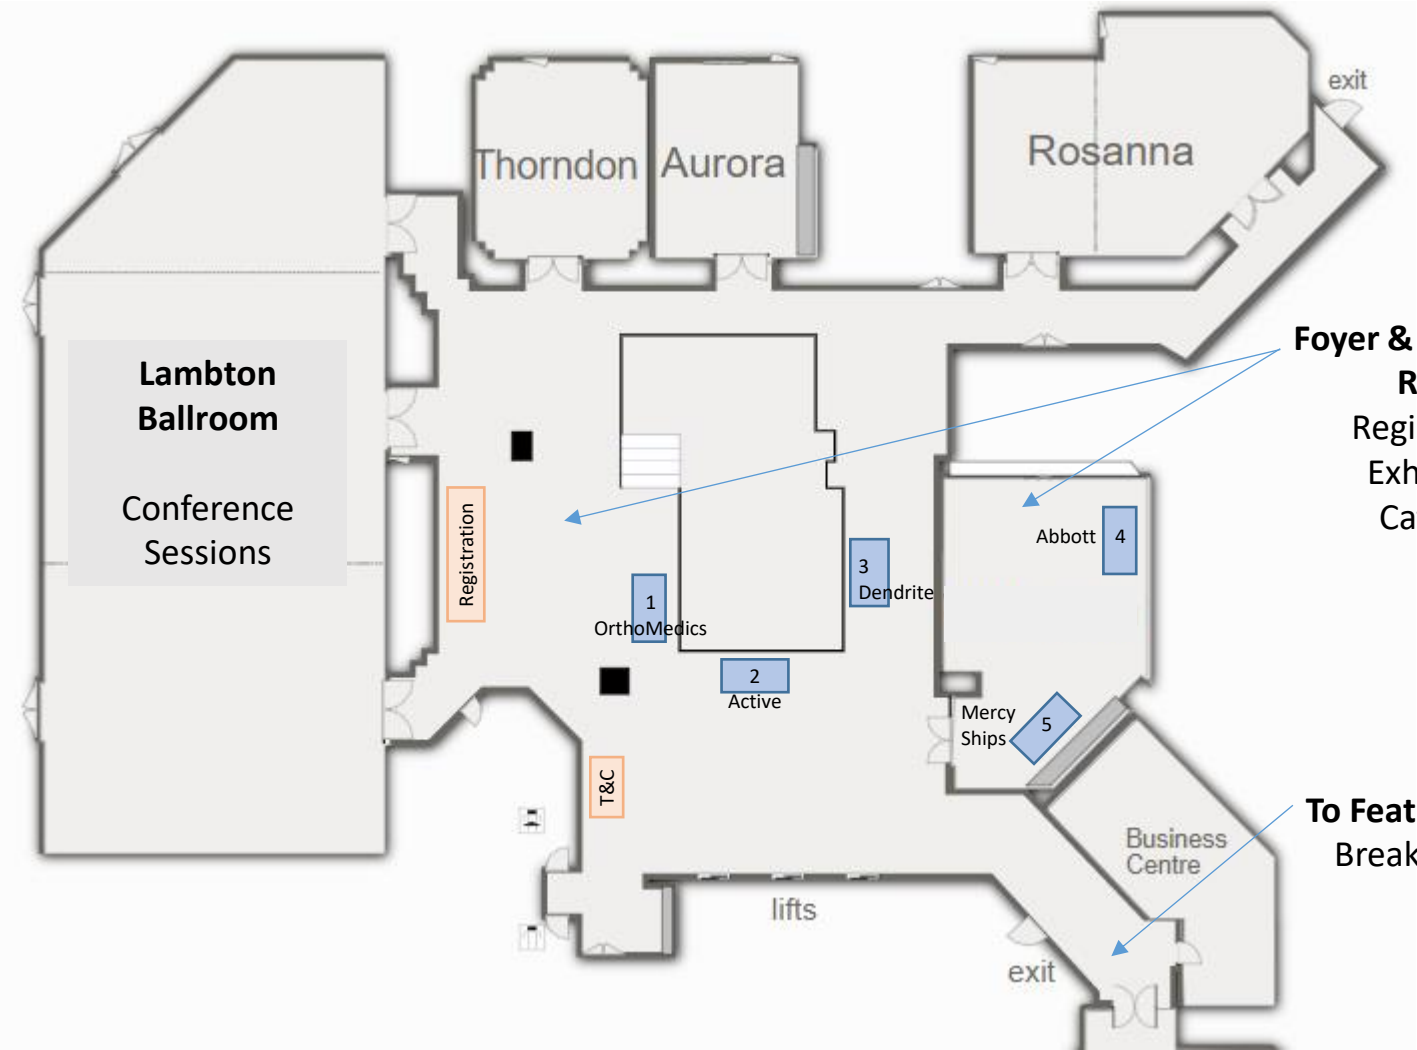 exit
Thorndon
Aurora
Rosanna
Lambton
Ballroom
Conference
Sessions
Foyer &
R
Regi
Exh
Ca
Registration
Abbott
4
3
Dendrite
1
OrthoMedics
2
Active
Mercy
Ships
5
T&C
To Feat
Break
Business
Centre
lifts
exit